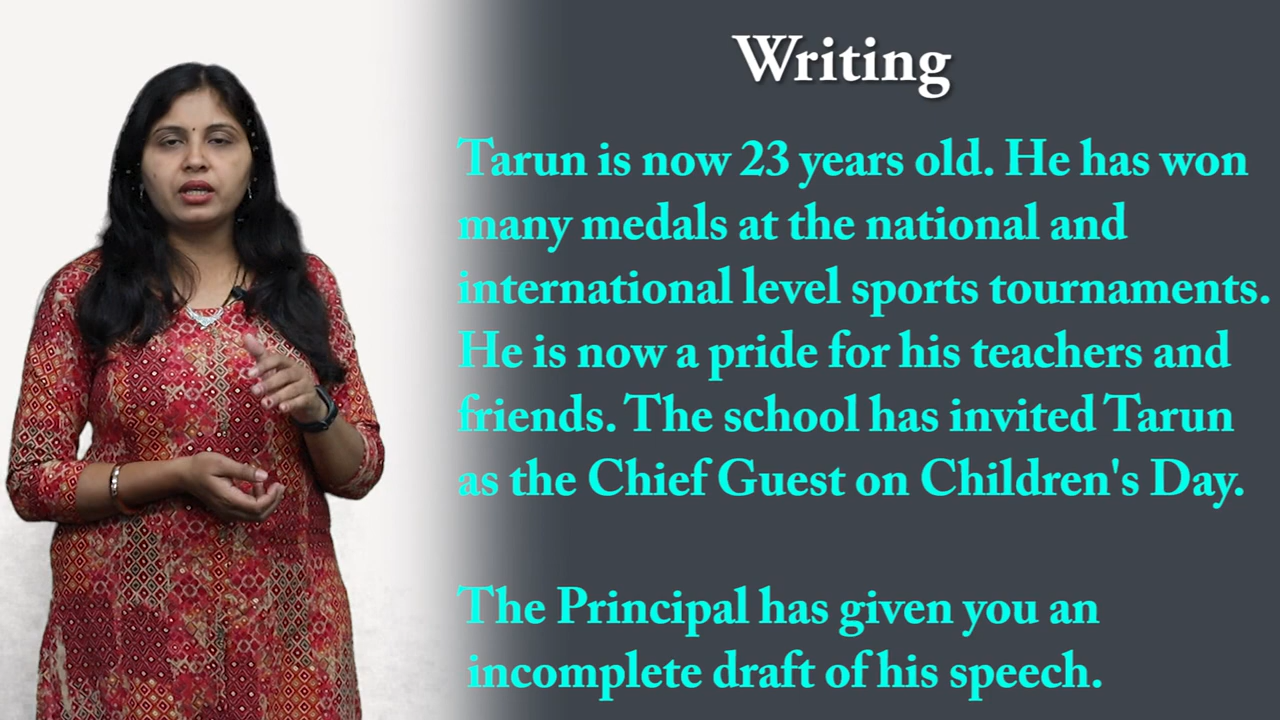 Writing
Tarun is now 23 years old. He has won
many medals at the national and
international level sports tournaments.
He is now a pride for his teachers and
friends. The school has invited Tarun
as the Chief Guest on Children's Day.
The Principal has given you an
incomplete draft of his speech.